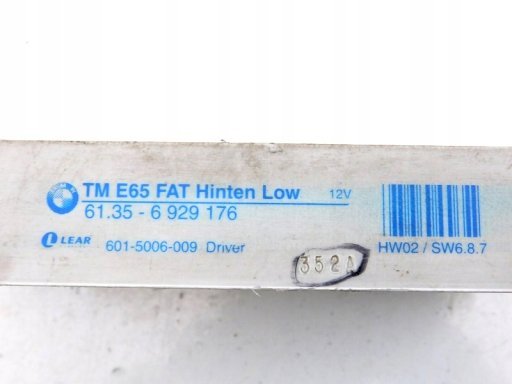 TM E65 FAT Hinten Low 12V
61.35 - 6 929 176
LEAR 601-5006-009 Driver
HW02 / SW6.8.7
352A